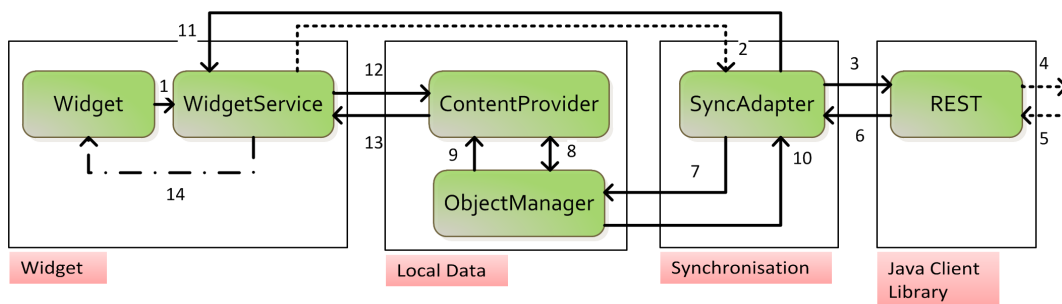 11
2
1
12
3
4
Widget
WidgetService
ContentProvider
SyncAdapter
REST
13
6
5
9
8
10
7
14
ObjectManager
Widget
Local Data
Synchronisation
Java Client
Library